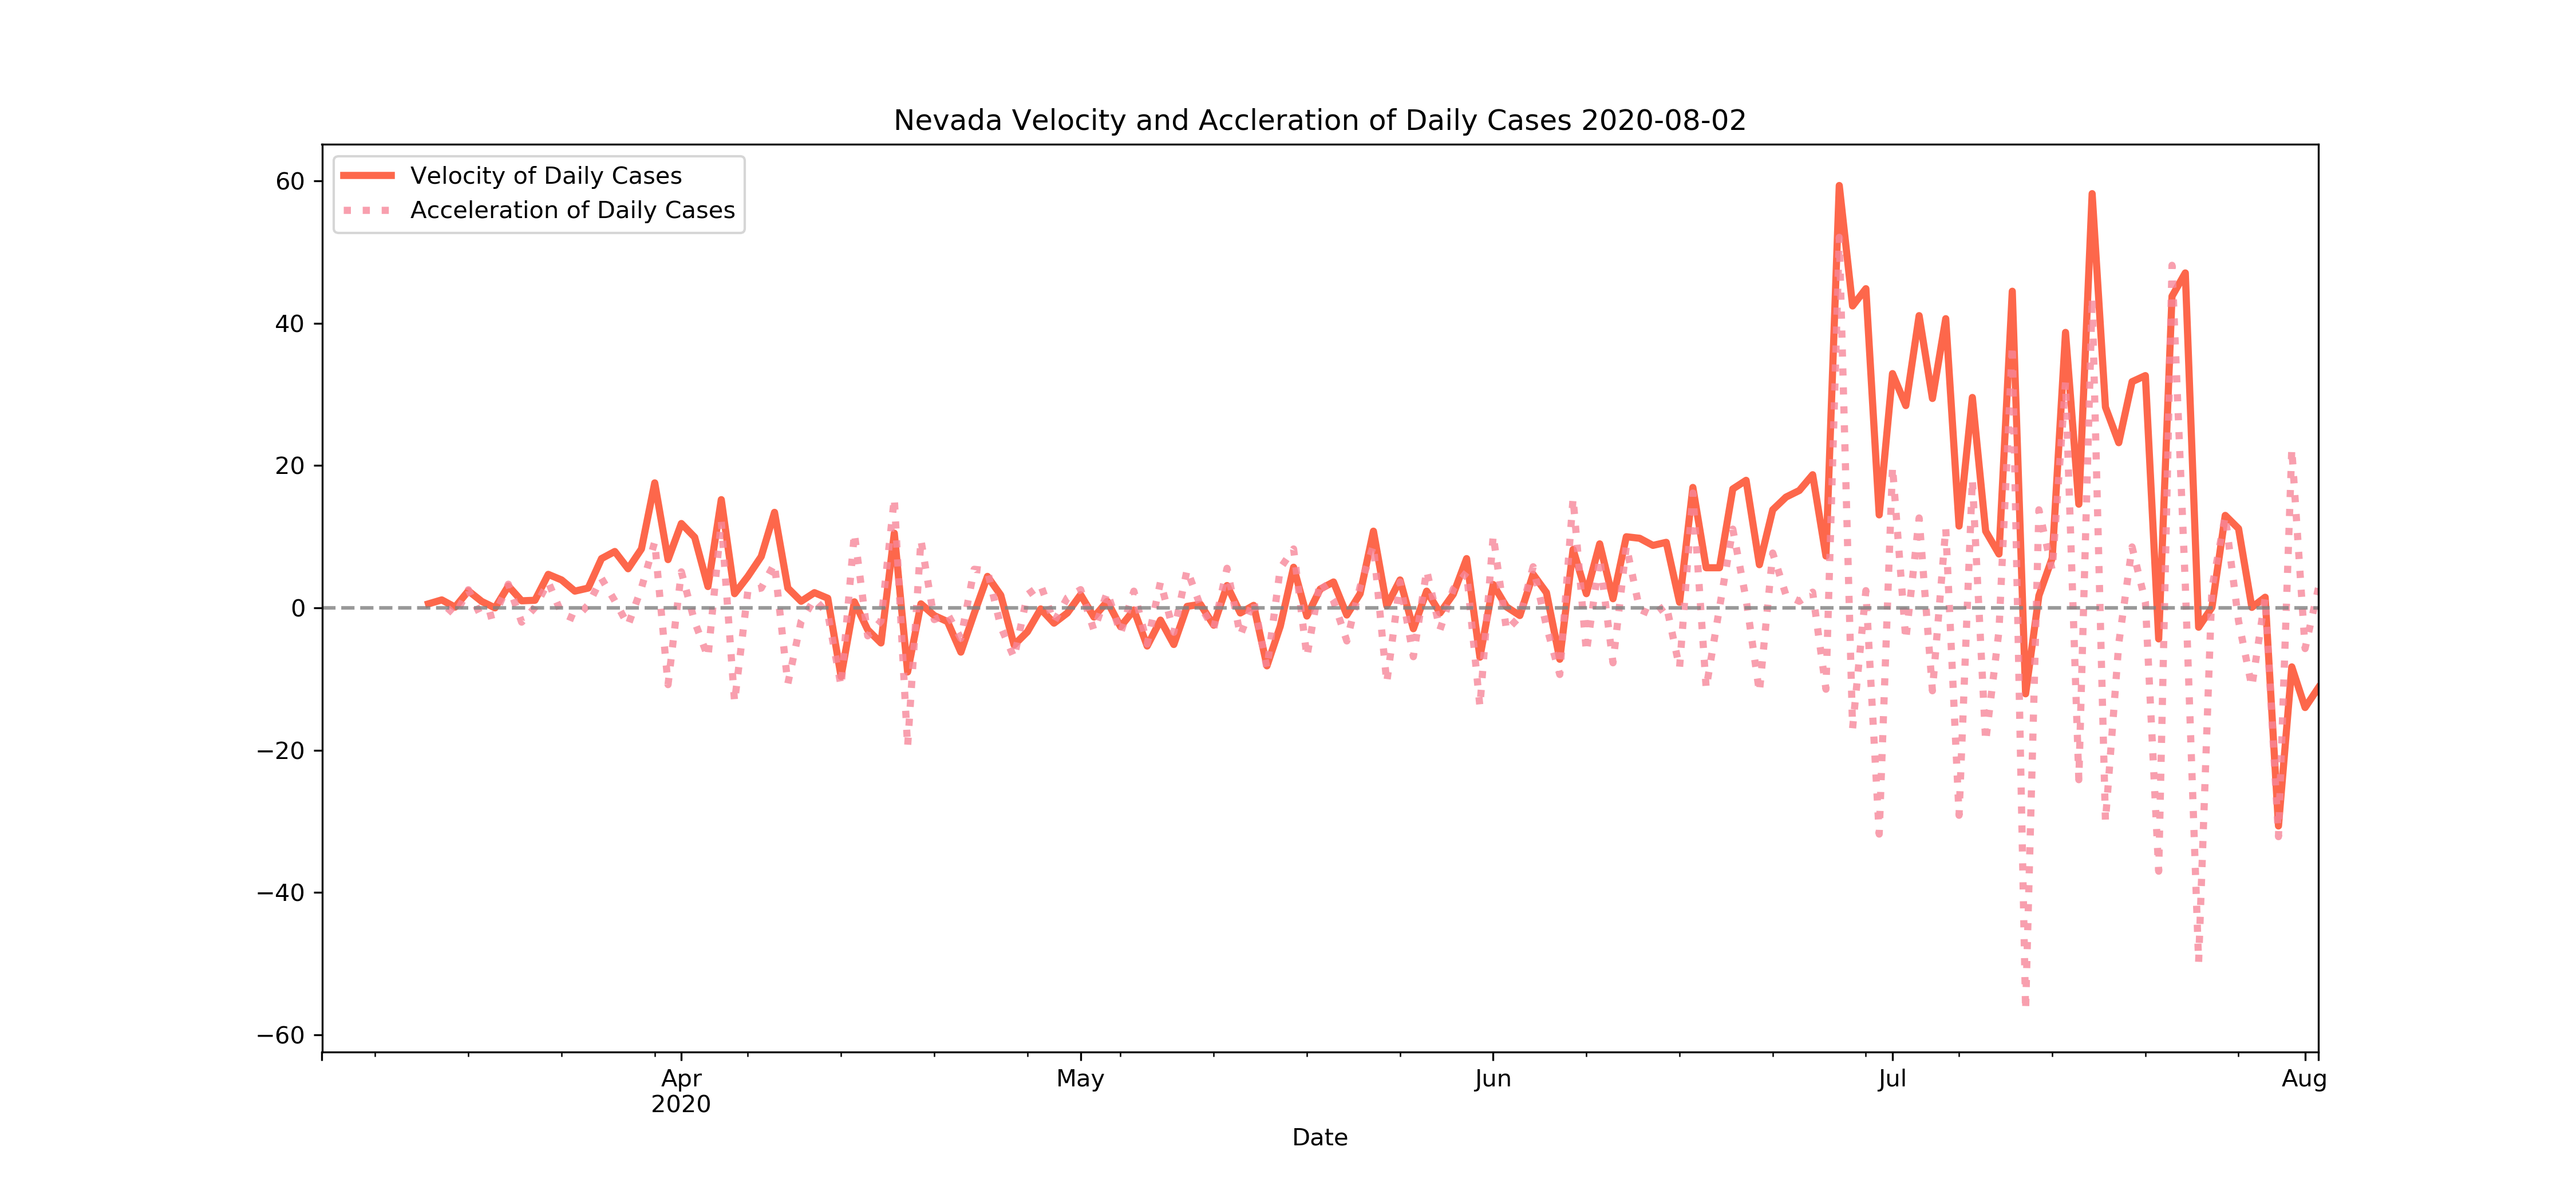 Nevada Velocity and Accleration of Daily Cases 2020-08-02
Velocity of Daily Cases
Acceleration of Daily Cases
60
40
20
0
−20
−40
−60
Apr May Jun Jul Aug
2020
Date